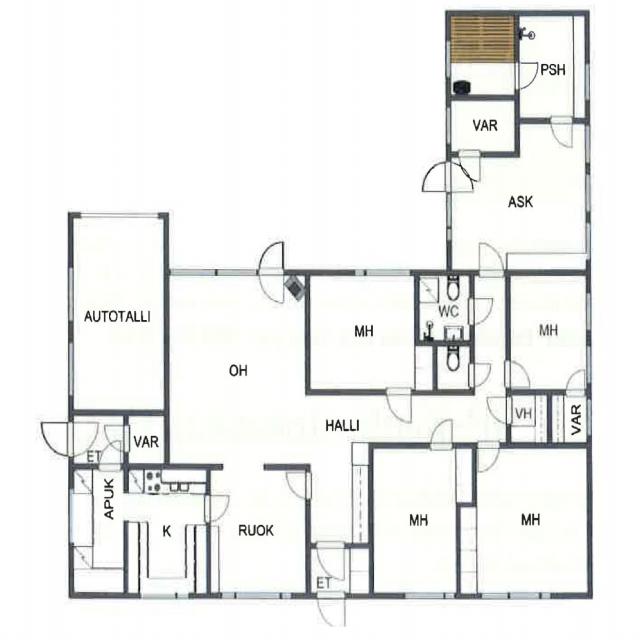 PSH
VAR
ASK
AUTOTALLI
OH
MH
WC
MH
HALLI
VH
VAR
ET
VAR
APUK
K
RUOK
MH
MH
ET